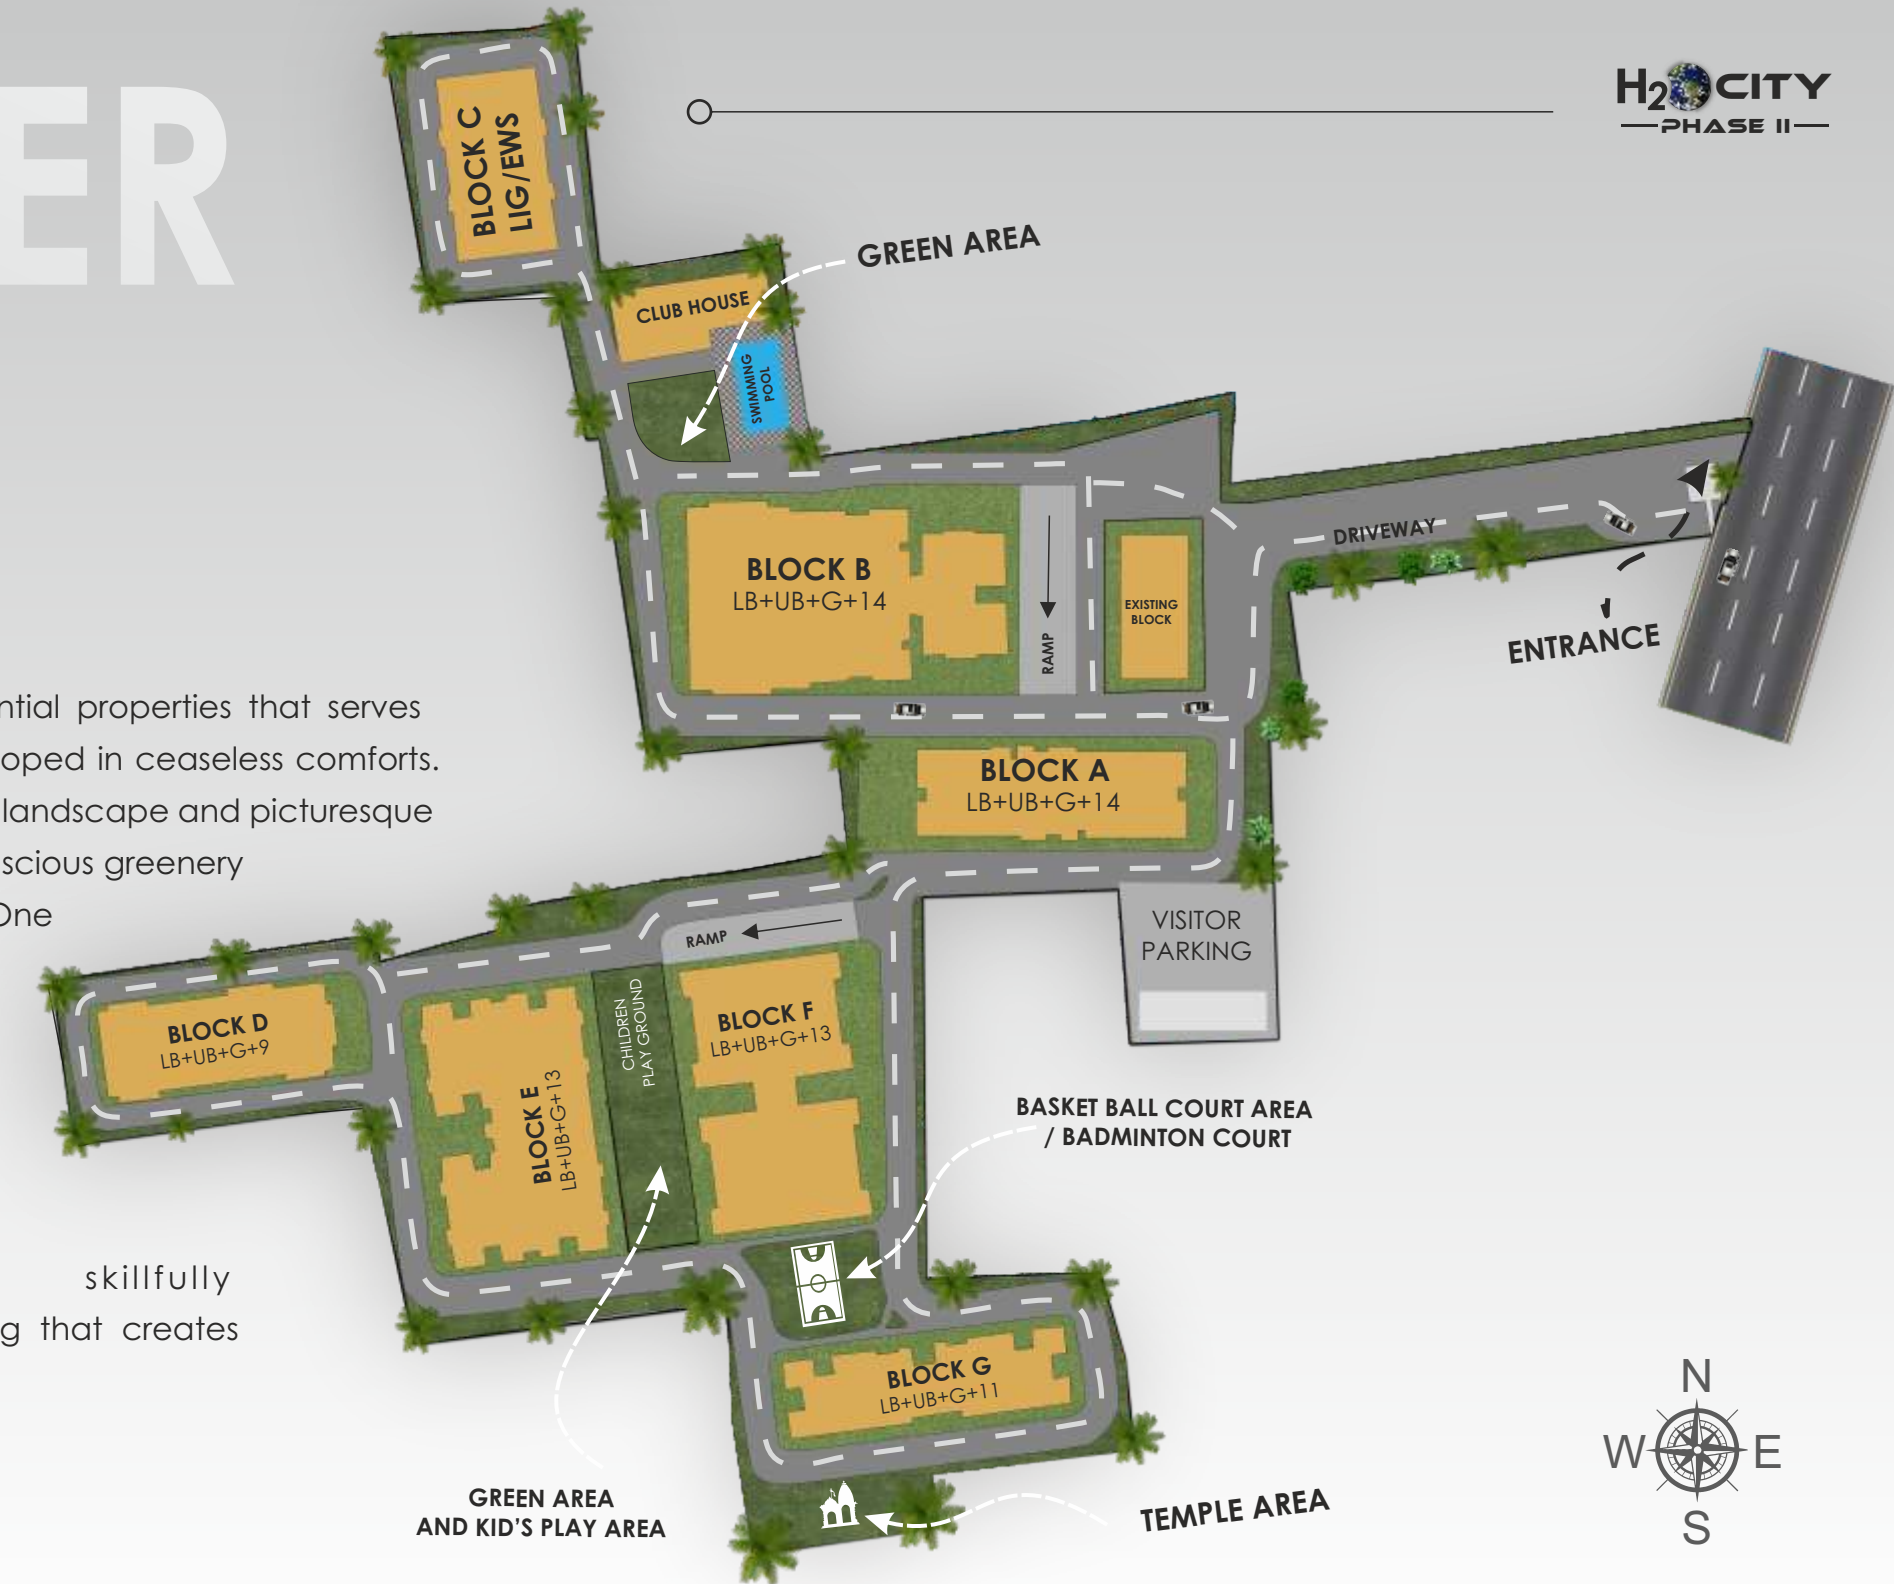 ER
H2OCITY
PHASE II
BLOCK C
LIG/EWS
GREEN AREA
CLUB HOUSE
SWIMMING
POOL
DRIVEWAY
ENTRANCE
BLOCK B
LB+UB+G+14
RAMP
EXISTING
BLOCK
ntial properties that serves
oped in ceaseless comforts.
landscape and picturesque
scious greenery
One
BLOCK A
LB+UB+G+14
VISITOR
PARKING
RAMP
BLOCK D
LB+UB+G+9
CHILDREN
PLAY GROUND
BLOCK F
LB+UB+G+13
BLOCK E
LB+UB+G+13
BASKET BALL COURT AREA
/ BADMINTON COURT
skillfully
g that creates
BLOCK G
LB+UB+G+11
GREEN AREA
AND KID'S PLAY AREA
TEMPLE AREA
N
W E
S